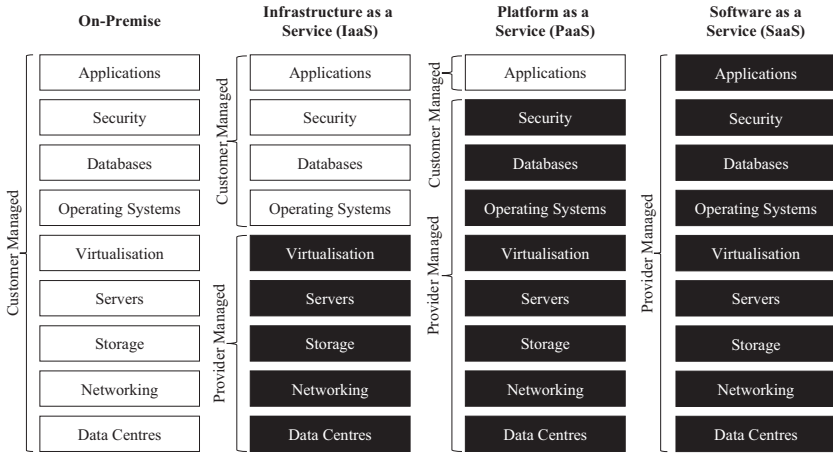 On-Premise
Customer Managed
Applications
Security
Databases
Operating Systems
Virtualisation
Servers
Storage
Networking
Data Centres
Infrastructure as a
Service (IaaS)
Customer Managed
Provider Managed
Applications
Security
Databases
Operating Systems
Virtualisation
Servers
Storage
Networking
Data Centres
Platform as a
Service (PaaS)
Customer Managed
Provider Managed
Applications
Security
Databases
Operating Systems
Virtualisation
Servers
Storage
Networking
Data Centres
Software as a
Service (SaaS)
Provider Managed
Applications
Security
Databases
Operating Systems
Virtualisation
Servers
Storage
Networking
Data Centres